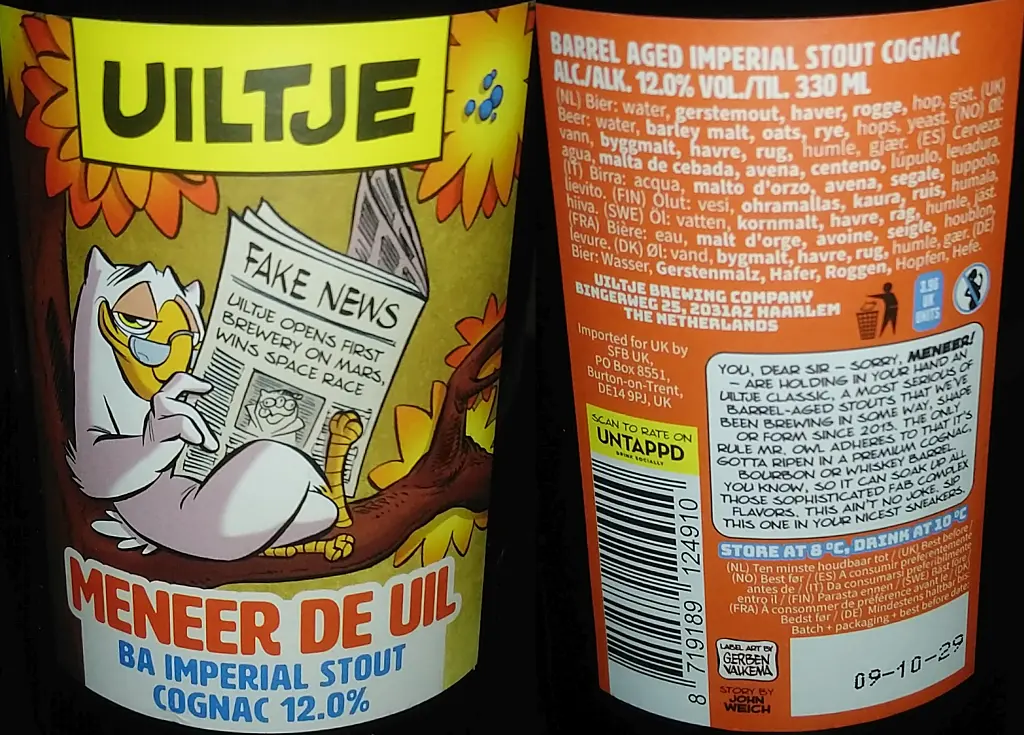 UILTJE
FAKE NEWS
UILTJE OPENS FIRST
BREWERY ON MARS,
WINS SPACE RACE
MENEER DE UIL
BA IMPERIAL STOUT
COGNAC 12.0%
BARREL AGED IMPERIAL STOUT COGNAC
ALC./ALK. 12.0% VOL./TIL. 330 ML
(NL) Bier: water, gerstemout, haver, rogge, hop, gist. (UK)
Beer: water, barley malt, oats, rye, hops, yeast. (NO) Øl:
vann, byggmalt, havre, rug, humle, gjær. (ES) Cerveza:
agua, malta de cebada, avena, centeno, lúpulo, levadura.
(IT) Birra: acqua, malto d'orzo, avena, segale, luppolo,
lievito. (FIN) Olut: vesi, ohramallas, kaura, ruis, humala,
hiiva. (SWE) Öl: vatten, kornmalt, havre, råg, humle, jäst.
(FRA) Bière: eau, malt d'orge, avoine, seigle, houblon,
levure. (DK) Øl: vand, bygmalt, havre, rug, humle, gær. (DE)
Bier: Wasser, Gerstenmalz, Hafer, Roggen, Hopfen, Hefe.
UILTJE BREWING COMPANY
BINGERWEG 25, 2031AZ HAARLEM
THE NETHERLANDS
3.96
UK
UNITS
Imported for UK by
SFB UK,
PO Box 8551,
Burton-on-Trent,
DE14 9PJ, UK
SCAN TO RATE ON
UNTAPPD
DRINK SOCIALLY
8 719189 124910
YOU, DEAR SIR – SORRY, MENEER!
– ARE HOLDING IN YOUR HAND AN
UILTJE CLASSIC, A MOST SERIOUS OF
BARREL-AGED STOUTS THAT WE'VE
BEEN BREWING IN SOME WAY, SHAPE
OR FORM SINCE 2013. THE ONLY
RULE MR. OWL ADHERES TO THAT IT'S
GOTTA RIPEN IN A PREMIUM COGNAC,
BOURBON OR WHISKEY BARREL.
YOU KNOW, SO IT CAN SOAK UP ALL
THOSE SOPHISTICATED FAB COMPLEX
FLAVORS. THIS AIN'T NO JOKE. SIP
THIS ONE IN YOUR NICEST SNEAKERS.
STORE AT 8 °C, DRINK AT 10 °C
(NL) Ten minste houdbaar tot / (UK) Best before /
(NO) Best før / (ES) A consumir preferentemente
antes de / (IT) Da consumarsi preferibilmente
entro il / (FIN) Parasta ennen / (SWE) Bäst före /
(FRA) À consommer de préférence avant le / (DK)
Bedst før / (DE) Mindestens haltbar bis:
Batch + packaging + best before date:
09-10-29
LABEL ART BY
GERBEN
VALKEMA
STORY BY
JOHN
WEICH